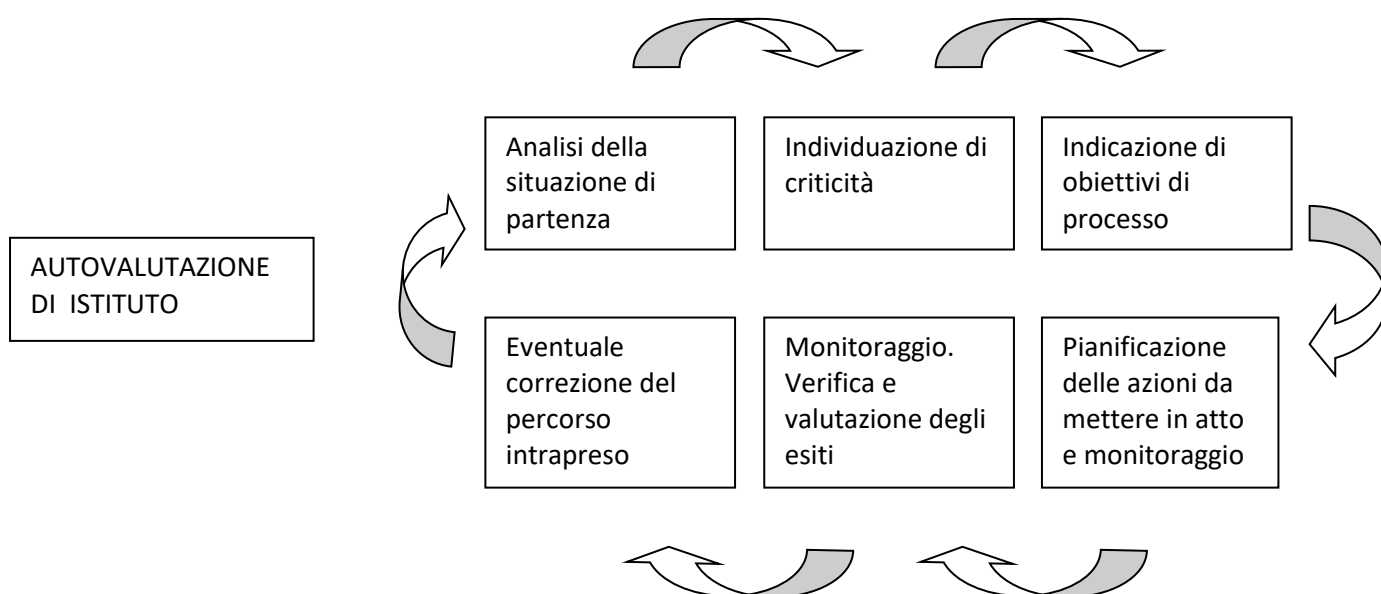 AUTOVALUTAZIONE
DI ISTITUTO
Analisi della
situazione di
partenza
Individuazione di
criticità
Indicazione di
obiettivi di
processo
Eventuale
correzione del
percorso
intrapreso
Monitoraggio.
Verifica e
valutazione degli
esiti
Pianificazione
delle azioni da
mettere in atto
e monitoraggio